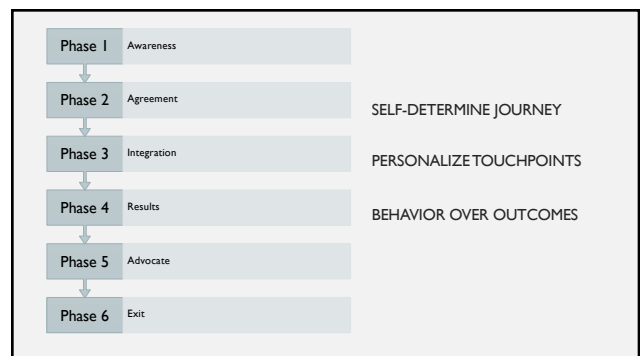 Phase 1 Awareness
Phase 2 Agreement
SELF-DETERMINE JOURNEY
Phase 3 Integration
PERSONALIZE TOUCHPOINTS
Phase 4 Results
BEHAVIOR OVER OUTCOMES
Phase 5 Advocate
Phase 6 Exit